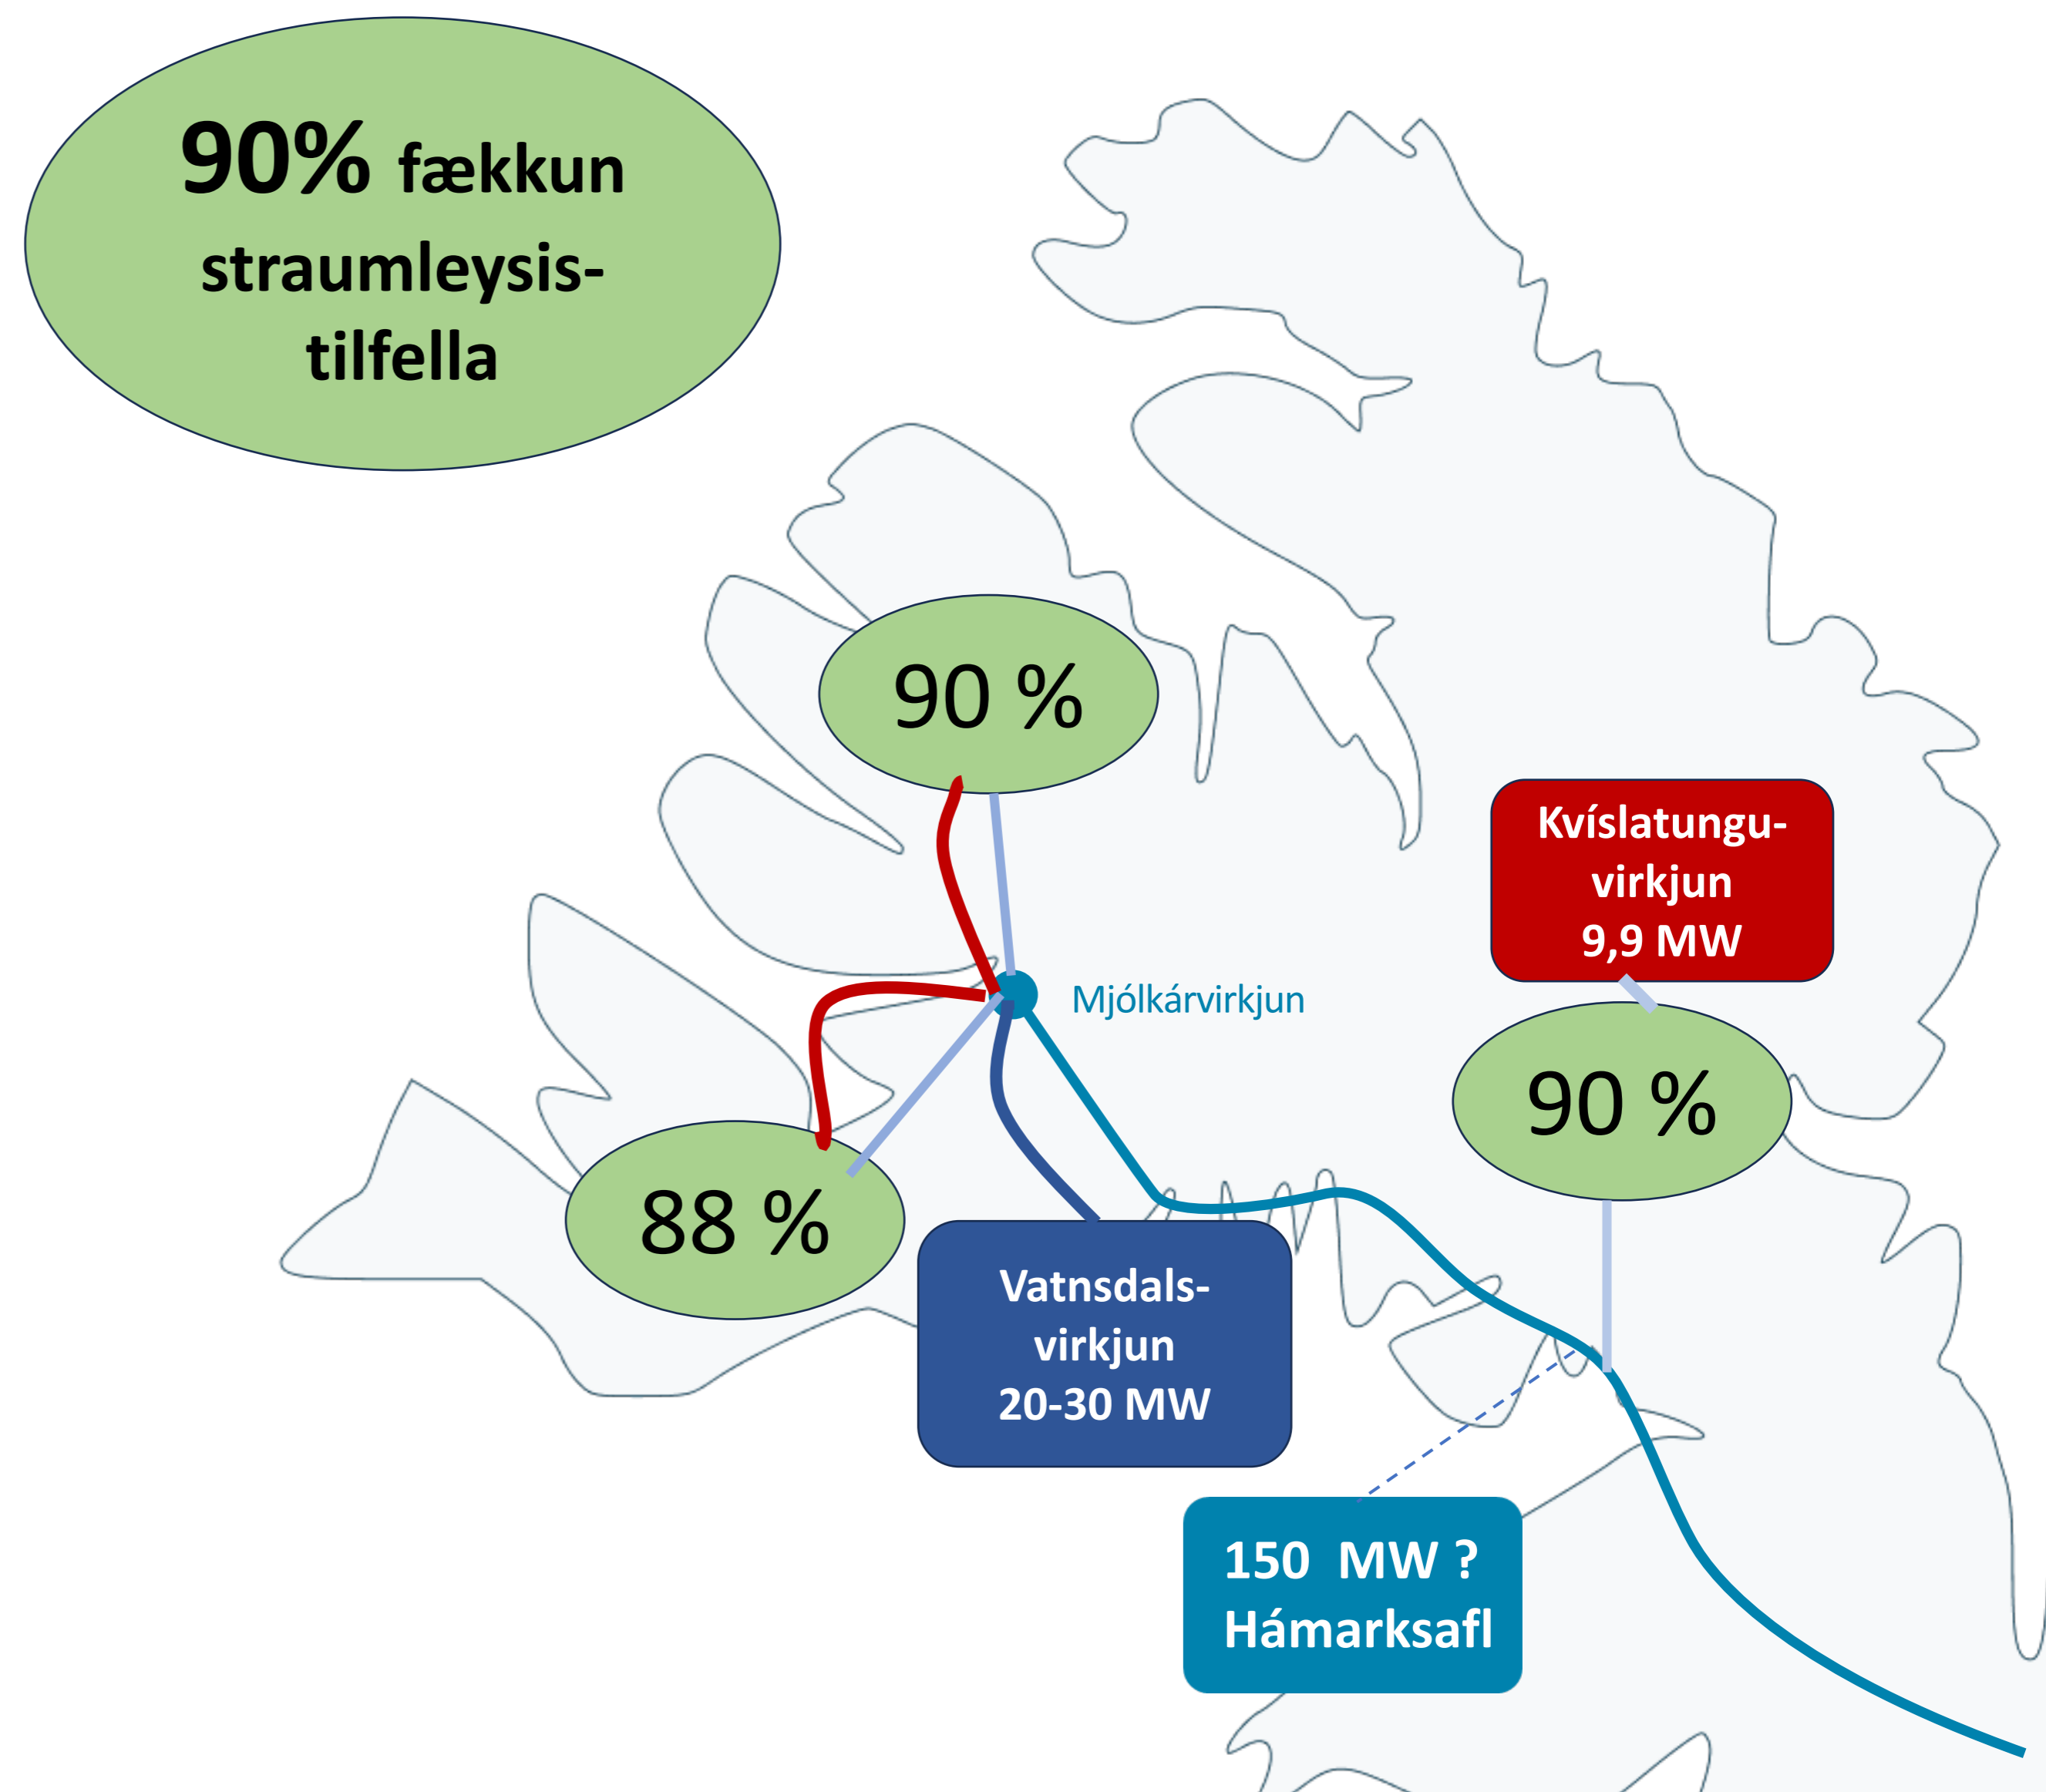 90% fækkun
straumleysis-
tilfella
90 %
Kvíslatungu-
virkjun
9,9 MW
Mjólkárvirkjun
90 %
88 %
Vatnsdals-
virkjun
20-30 MW
150 MW ?
Hámarksafl